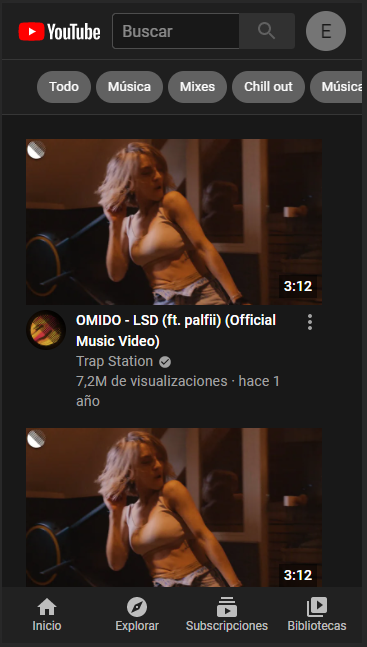 YouTube
Buscar
E
Todo
Música
Mixes
Chill out
Música
3:12
OMIDO - LSD (ft. palfii) (Official
Music Video)
Trap Station
7,2M de visualizaciones · hace 1
año
3:12
Inicio
Explorar
Subscripciones
Bibliotecas